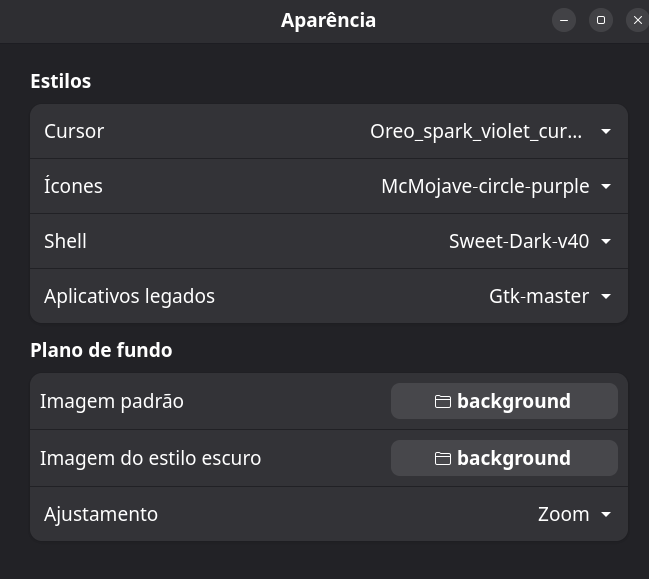 Aparência
Estilos
Cursor Oreo_spark_violet_cur...
Ícones McMojave-circle-purple
Shell Sweet-Dark-v40
Aplicativos legados Gtk-master
Plano de fundo
Imagem padrão background
Imagem do estilo escuro background
Ajustamento Zoom